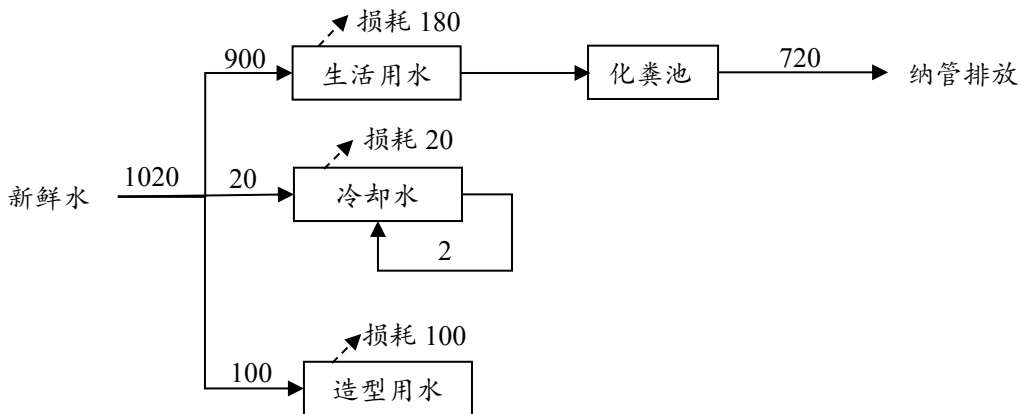 损耗 180
900
生活用水
化粪池
720
纳管排放
损耗 20
新鲜水
1020
20
冷却水
2
损耗 100
100
造型用水